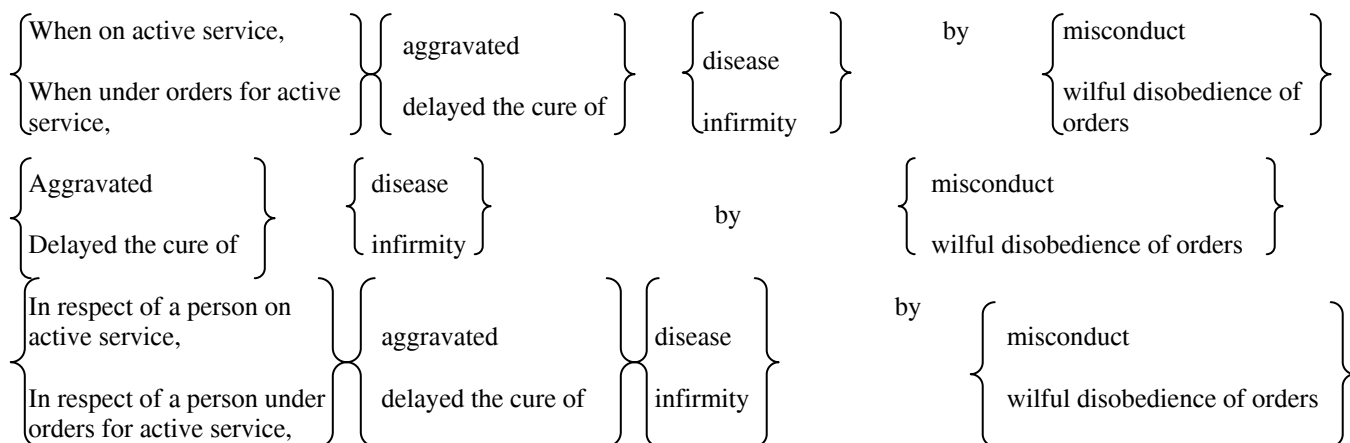 When on active service,
When under orders for active
service,
aggravated
delayed the cure of
disease
infirmity
by
misconduct
wilful disobedience of
orders
Aggravated
Delayed the cure of
disease
infirmity
by
misconduct
wilful disobedience of orders
In respect of a person on
active service,
In respect of a person under
orders for active service,
aggravated
delayed the cure of
disease
infirmity
by
misconduct
wilful disobedience of orders